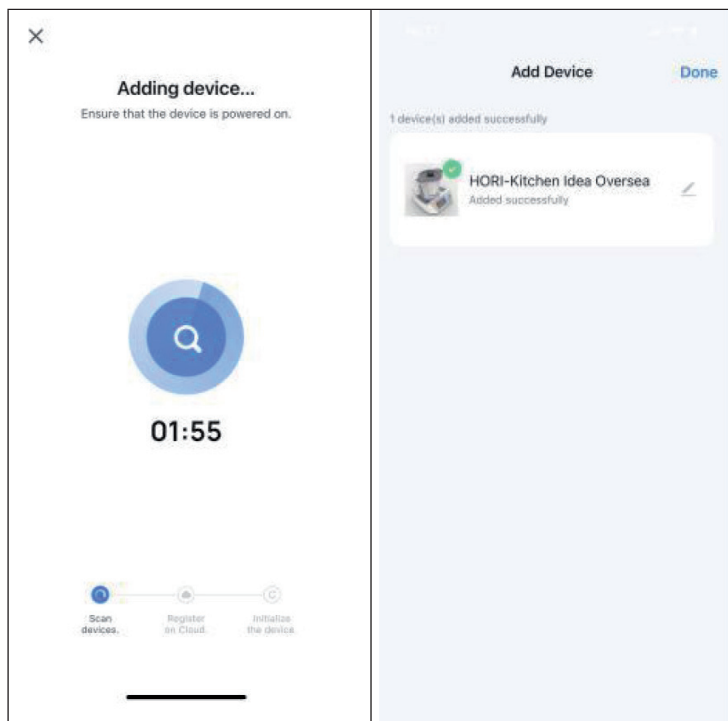 Adding device...
Ensure that the device is powered on.
01:55
Scan
devices.
Register
on Cloud.
Initialize
the device.
Add Device
Done
1 device(s) added successfully
HORI-Kitchen Idea Oversea
Added successfully